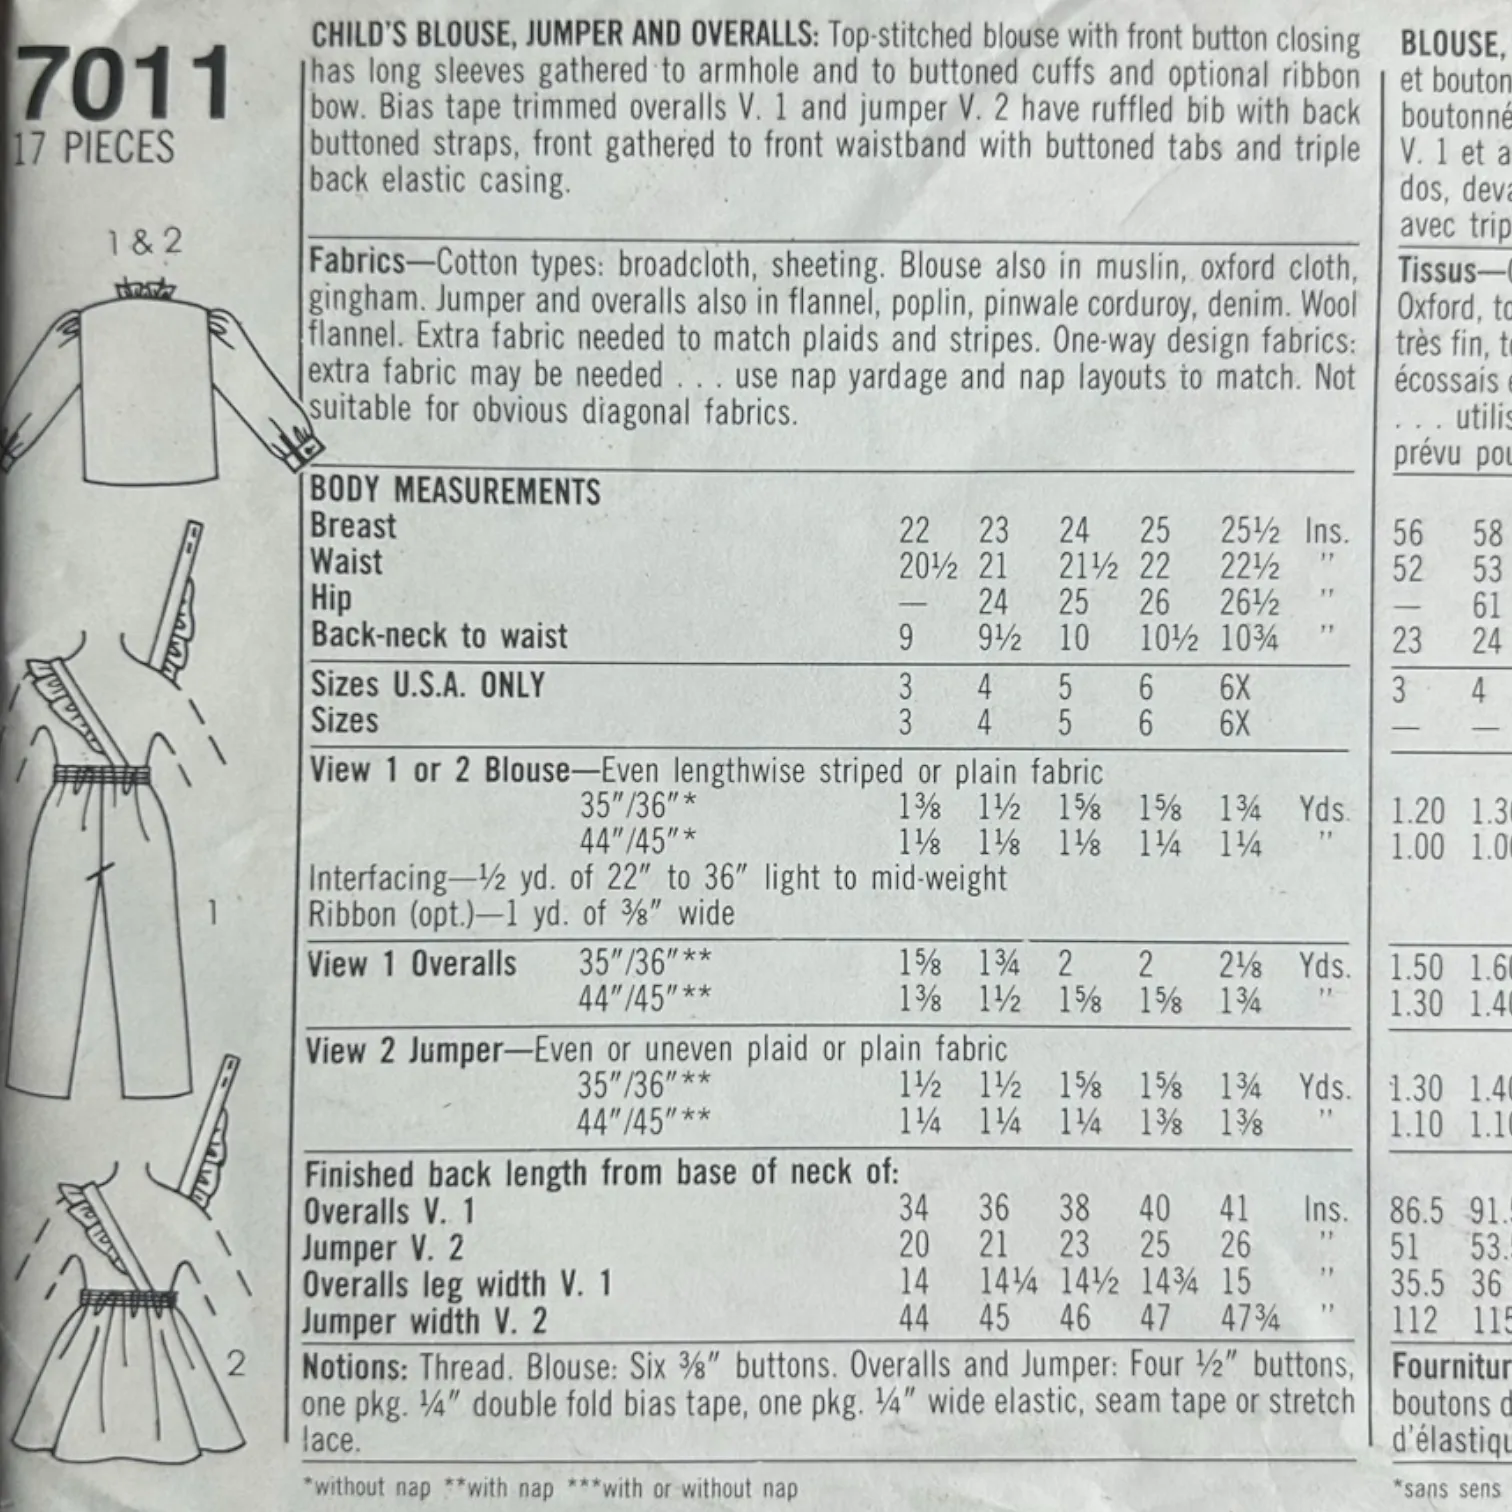 7011
17 PIECES
1 & 2
1
2
CHILD'S BLOUSE, JUMPER AND OVERALLS: Top-stitched blouse with front button closing
has long sleeves gathered to armhole and to buttoned cuffs and optional ribbon
bow. Bias tape trimmed overalls V. 1 and jumper V. 2 have ruffled bib with back
buttoned straps, front gathered to front waistband with buttoned tabs and triple
back elastic casing.
Fabrics—Cotton types: broadcloth, sheeting. Blouse also in muslin, oxford cloth,
gingham. Jumper and overalls also in flannel, poplin, pinwale corduroy, denim. Wool
flannel. Extra fabric needed to match plaids and stripes. One-way design fabrics:
extra fabric may be needed . . . use nap yardage and nap layouts to match. Not
suitable for obvious diagonal fabrics.
BODY MEASUREMENTS
Breast 22 23 24 25 25½ Ins.
Waist 20½ 21 21½ 22 22½ "
Hip — 24 25 26 26½ "
Back-neck to waist 9 9½ 10 10½ 10¾ "
Sizes U.S.A. ONLY 3 4 5 6 6X
Sizes 3 4 5 6 6X
View 1 or 2 Blouse—Even lengthwise striped or plain fabric
35"/36"* 1⅜ 1½ 1⅝ 1⅝ 1¾ Yds.
44"/45"* 1⅛ 1⅛ 1⅛ 1¼ 1¼ "
Interfacing—½ yd. of 22" to 36" light to mid-weight
Ribbon (opt.)—1 yd. of ⅜" wide
View 1 Overalls 35"/36"** 1⅝ 1¾ 2 2 2⅛ Yds.
44"/45"** 1⅜ 1½ 1⅝ 1⅝ 1¾ "
View 2 Jumper—Even or uneven plaid or plain fabric
35"/36"** 1½ 1½ 1⅝ 1⅝ 1¾ Yds.
44"/45"** 1¼ 1¼ 1¼ 1⅜ 1⅜ "
Finished back length from base of neck of:
Overalls V. 1 34 36 38 40 41 Ins.
Jumper V. 2 20 21 23 25 26 "
Overalls leg width V. 1 14 14¼ 14½ 14¾ 15 "
Jumper width V. 2 44 45 46 47 47¾ "
Notions: Thread. Blouse: Six ⅜" buttons. Overalls and Jumper: Four ½" buttons,
one pkg. ¼" double fold bias tape, one pkg. ¼" wide elastic, seam tape or stretch
lace.
*without nap **with nap ***with or without nap
BLOUSE,
et bouton
boutonne
V. 1 et a
dos, deva
avec trip
Tissus—
Oxford, to
très fin, t
écossais
. . . utilis
prévu pou
56 58
52 53
— 61
23 24
3 4
— —
1.20 1.3
1.00 1.0
1.50 1.6
1.30 1.4
1.30 1.4
1.10 1.1
86.5 91.
51 53.
35.5 36
112 115
Fournitur
boutons d
d'élastiqu
*sans sens